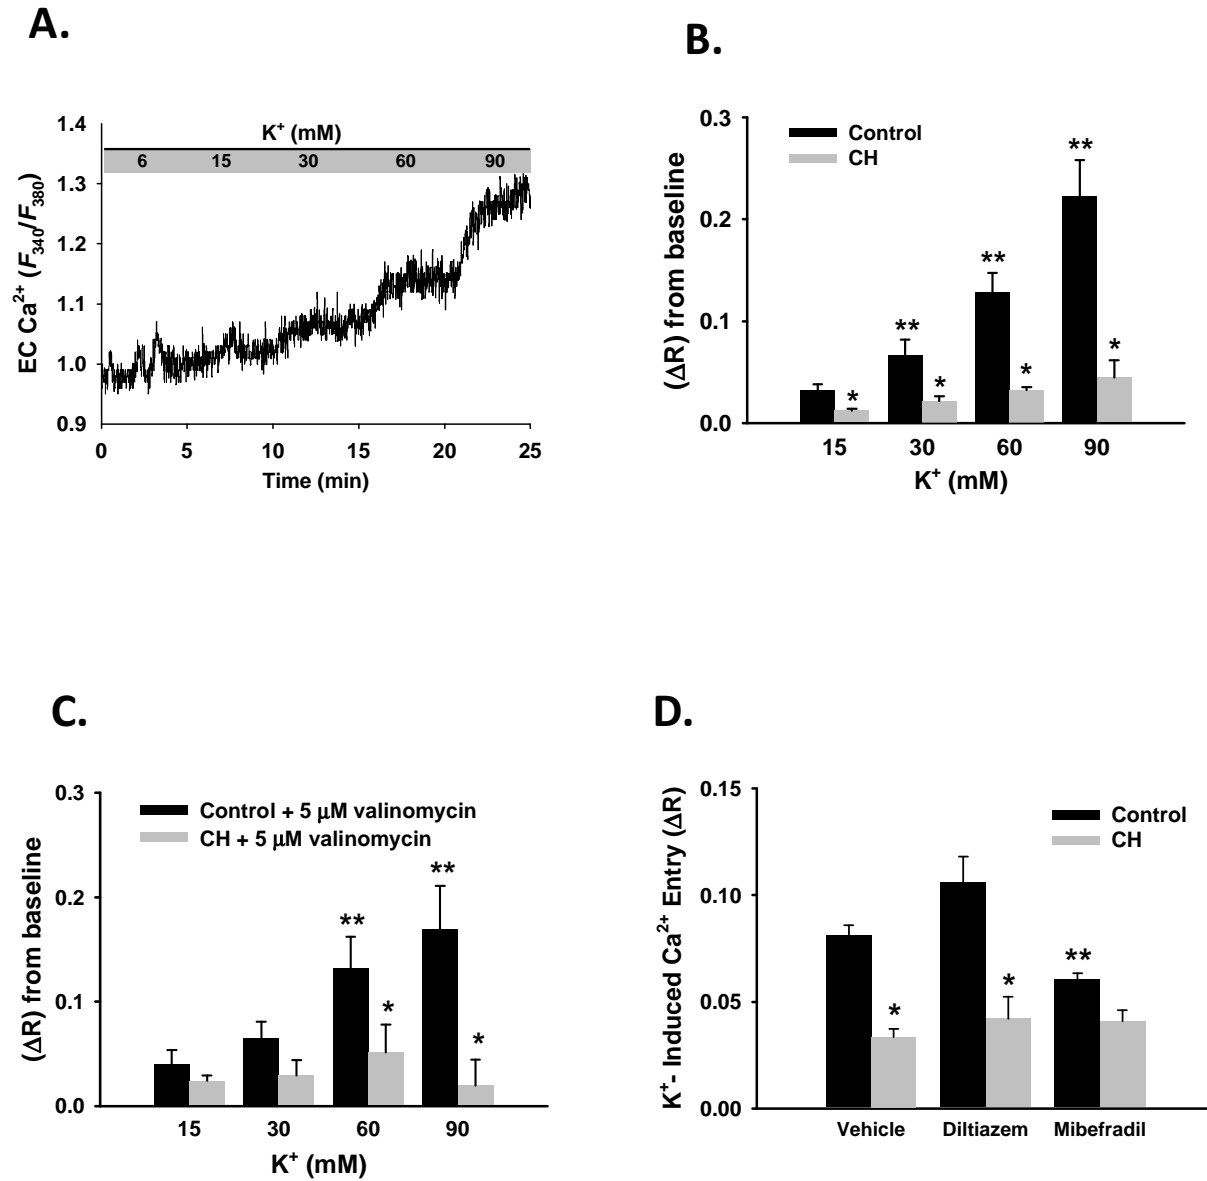 A.
K⁺ (mM)
6 15 30 60 90
1.4
1.3
1.2
1.1
1.0
0.9
EC Ca²⁺ (F₃₄₀/F₃₈₀)
0 5 10 15 20 25
Time (min)
B.
Control
CH
0.3
0.2
0.1
0.0
(ΔR) from baseline
**
**
**
*
*
*
*
15 30 60 90
K⁺ (mM)
C.
Control + 5 μM valinomycin
CH + 5 μM valinomycin
0.3
0.2
0.1
0.0
(ΔR) from baseline
**
**
*
*
15 30 60 90
K⁺ (mM)
D.
Control
CH
0.15
0.10
0.05
0.00
K⁺- Induced Ca²⁺ Entry (ΔR)
**
*
*
Vehicle Diltiazem Mibefradil